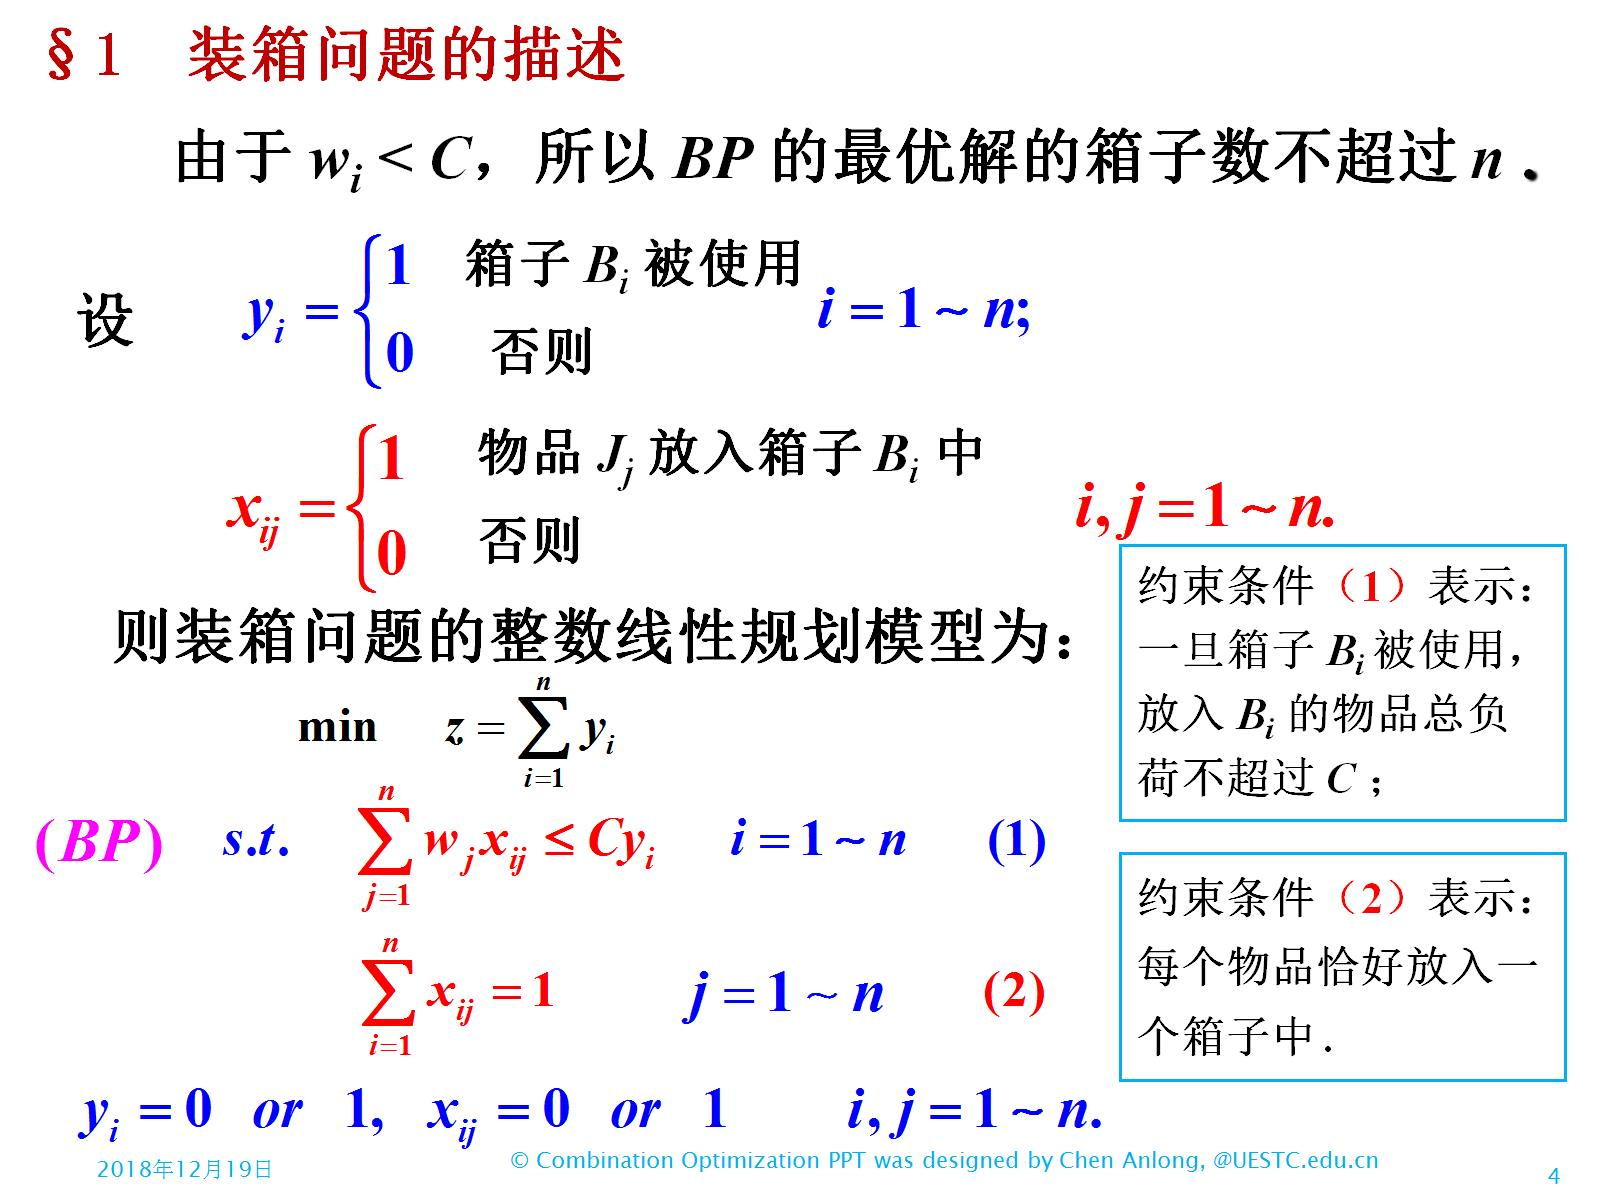 §1 装箱问题的描述
由于 wi < C，所以 BP 的最优解的箱子数不超过 n .
设 yi = { 1 箱子 Bi 被使用
0 否则
i = 1 ~ n;
xij = { 1 物品 Jj 放入箱子 Bi 中
0 否则
i, j = 1 ~ n.
则装箱问题的整数线性规划模型为：
min z = ∑_{i=1}^{n} yi
(BP) s.t. ∑_{j=1}^{n} wj xij ≤ Cyi i = 1 ~ n (1)
∑_{i=1}^{n} xij = 1 j = 1 ~ n (2)
yi = 0 or 1, xij = 0 or 1 i, j = 1 ~ n.
约束条件（1）表示：
一旦箱子 Bi 被使用，
放入 Bi 的物品总负
荷不超过 C；
约束条件（2）表示：
每个物品恰好放入一
个箱子中 .
2018年12月19日
© Combination Optimization PPT was designed by Chen Anlong, @UESTC.edu.cn
4